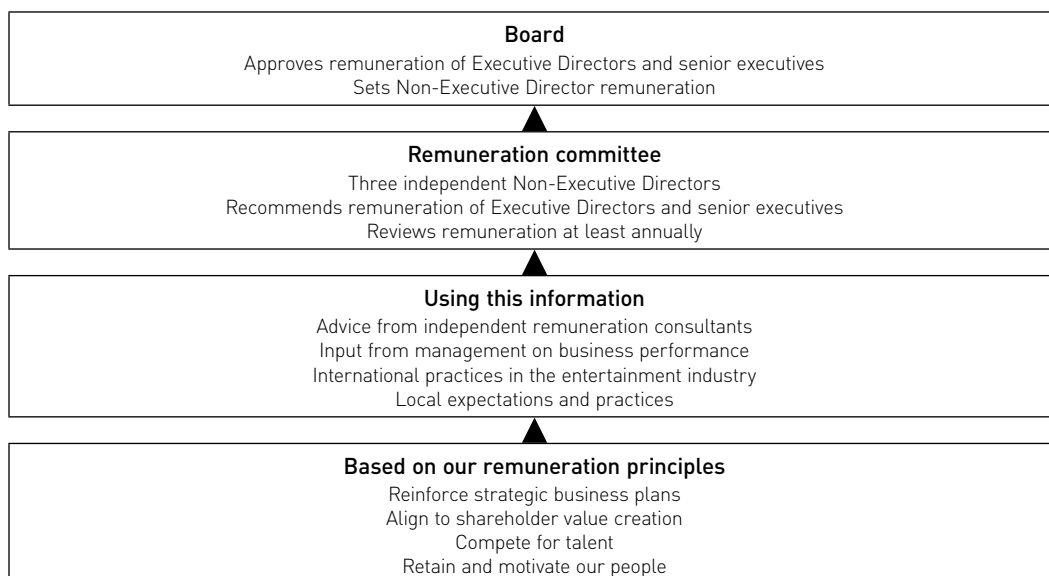 Board
Approves remuneration of Executive Directors and senior executives
Sets Non-Executive Director remuneration
Remuneration committee
Three independent Non-Executive Directors
Recommends remuneration of Executive Directors and senior executives
Reviews remuneration at least annually
Using this information
Advice from independent remuneration consultants
Input from management on business performance
International practices in the entertainment industry
Local expectations and practices
Based on our remuneration principles
Reinforce strategic business plans
Align to shareholder value creation
Compete for talent
Retain and motivate our people